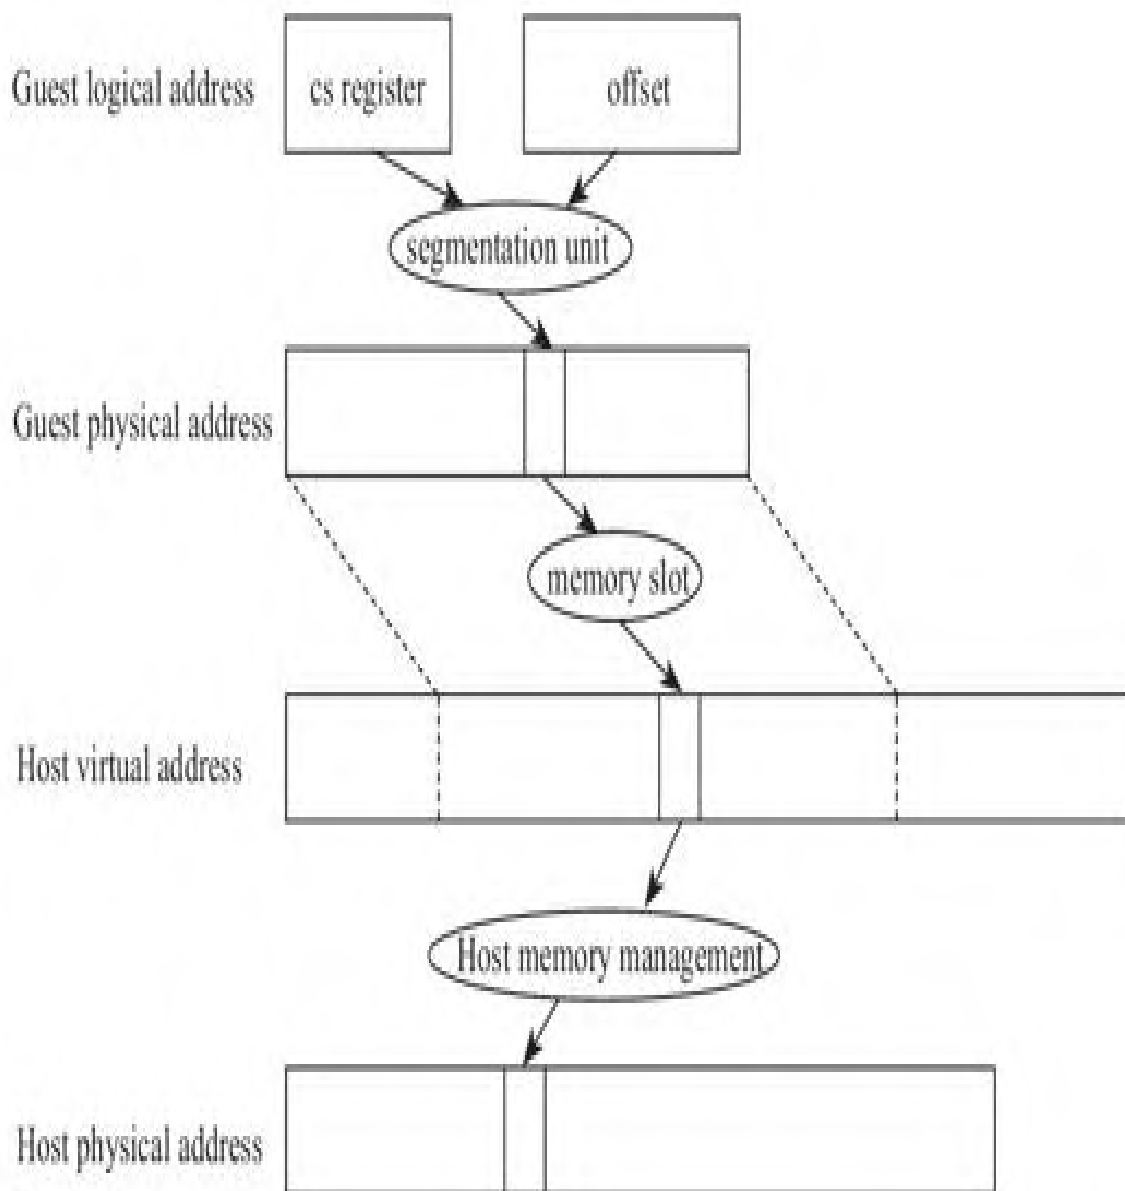 Guest logical address
cs register
offset
segmentation unit
Guest physical address
memory slot
Host virtual address
Host memory management
Host physical address